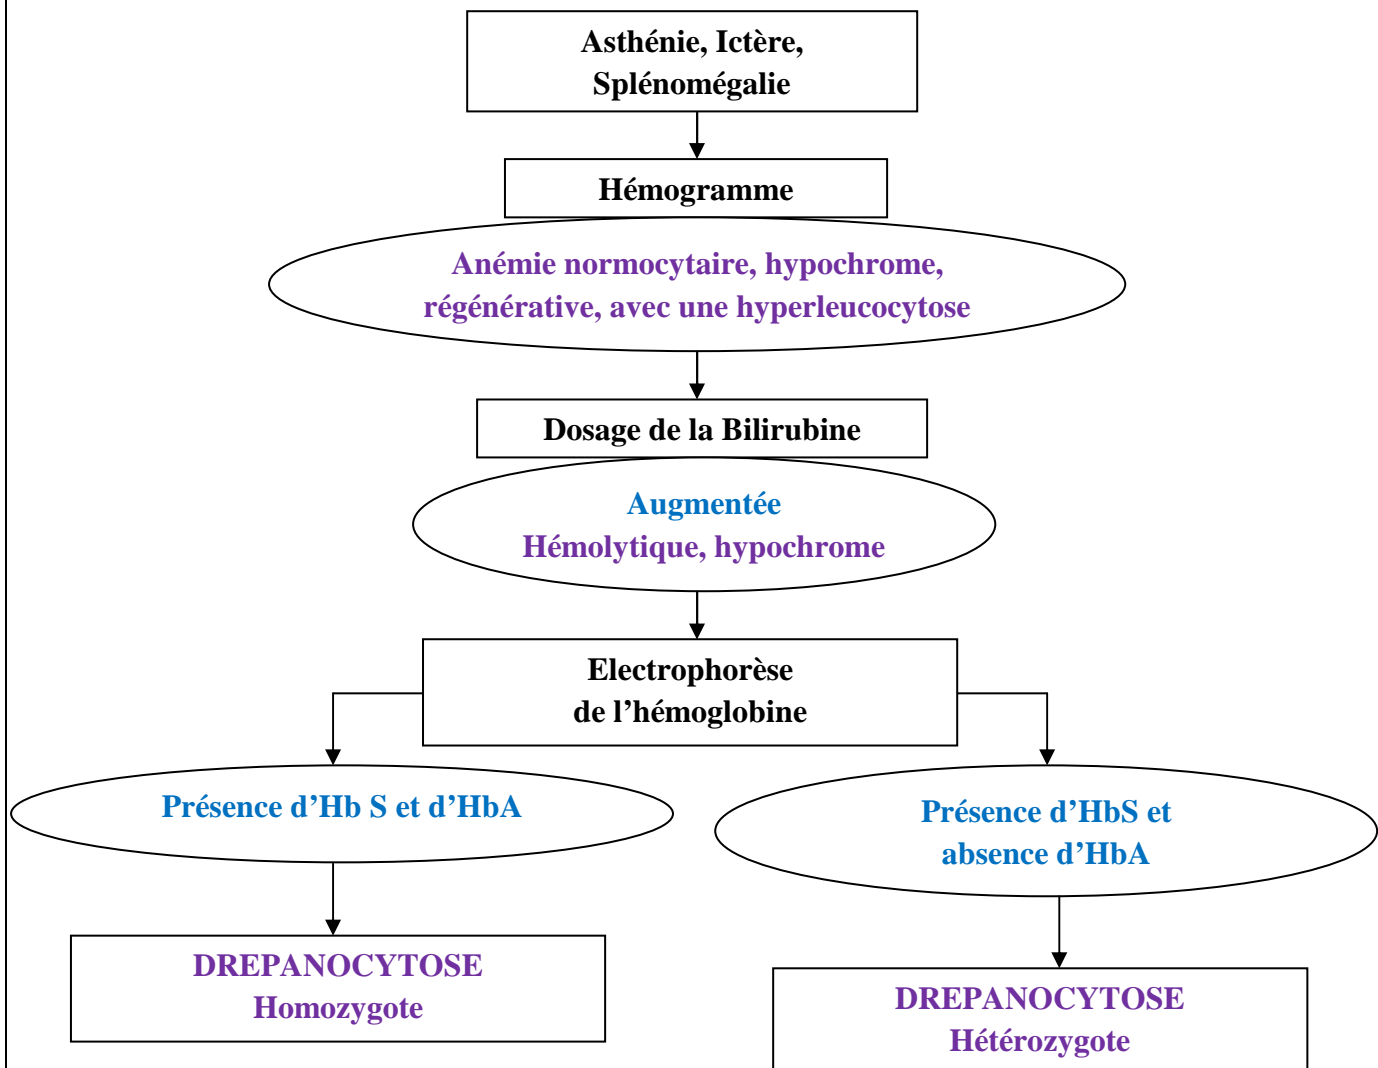 Asthénie, Ictère,
Splénomégalie
Hémogramme
Anémie normocytaire, hypochrome,
régénérative, avec une hyperleucocytose
Dosage de la Bilirubine
Augmentée
Hémolytique, hypochrome
Electrophorèse
de l’hémoglobine
Présence d’Hb S et d’HbA
DREPANOCYTOSE
Homozygote
Présence d’HbS et
absence d’HbA
DREPANOCYTOSE
Hétérozygote